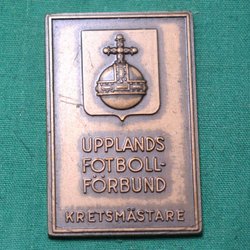 UPPLANDS
FOTBOLL-
FÖRBUND
KRETSMÄSTARE